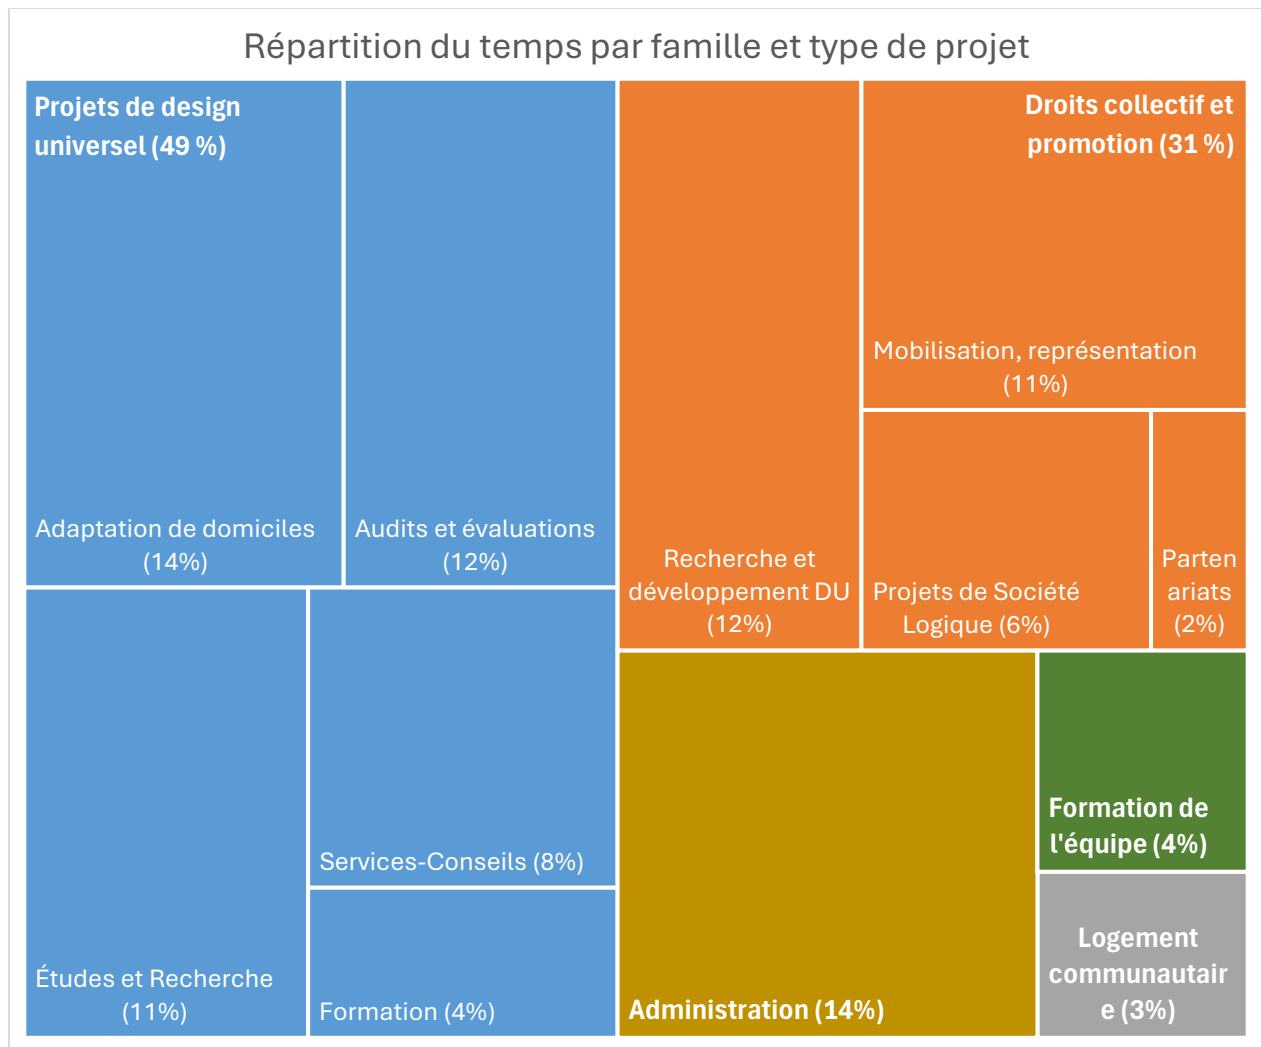 Répartition du temps par famille et type de projet
Projets de design
universel (49 %)
Adaptation de domiciles
(14%)
Audits et évaluations
(12%)
Études et Recherche
(11%)
Services-Conseils (8%)
Formation (4%)
Droits collectif et
promotion (31 %)
Recherche et
développement DU
(12%)
Mobilisation, représentation
(11%)
Projets de Société
Logique (6%)
Parten
ariats
(2%)
Administration (14%)
Formation de
l'équipe (4%)
Logement
communautair
e (3%)